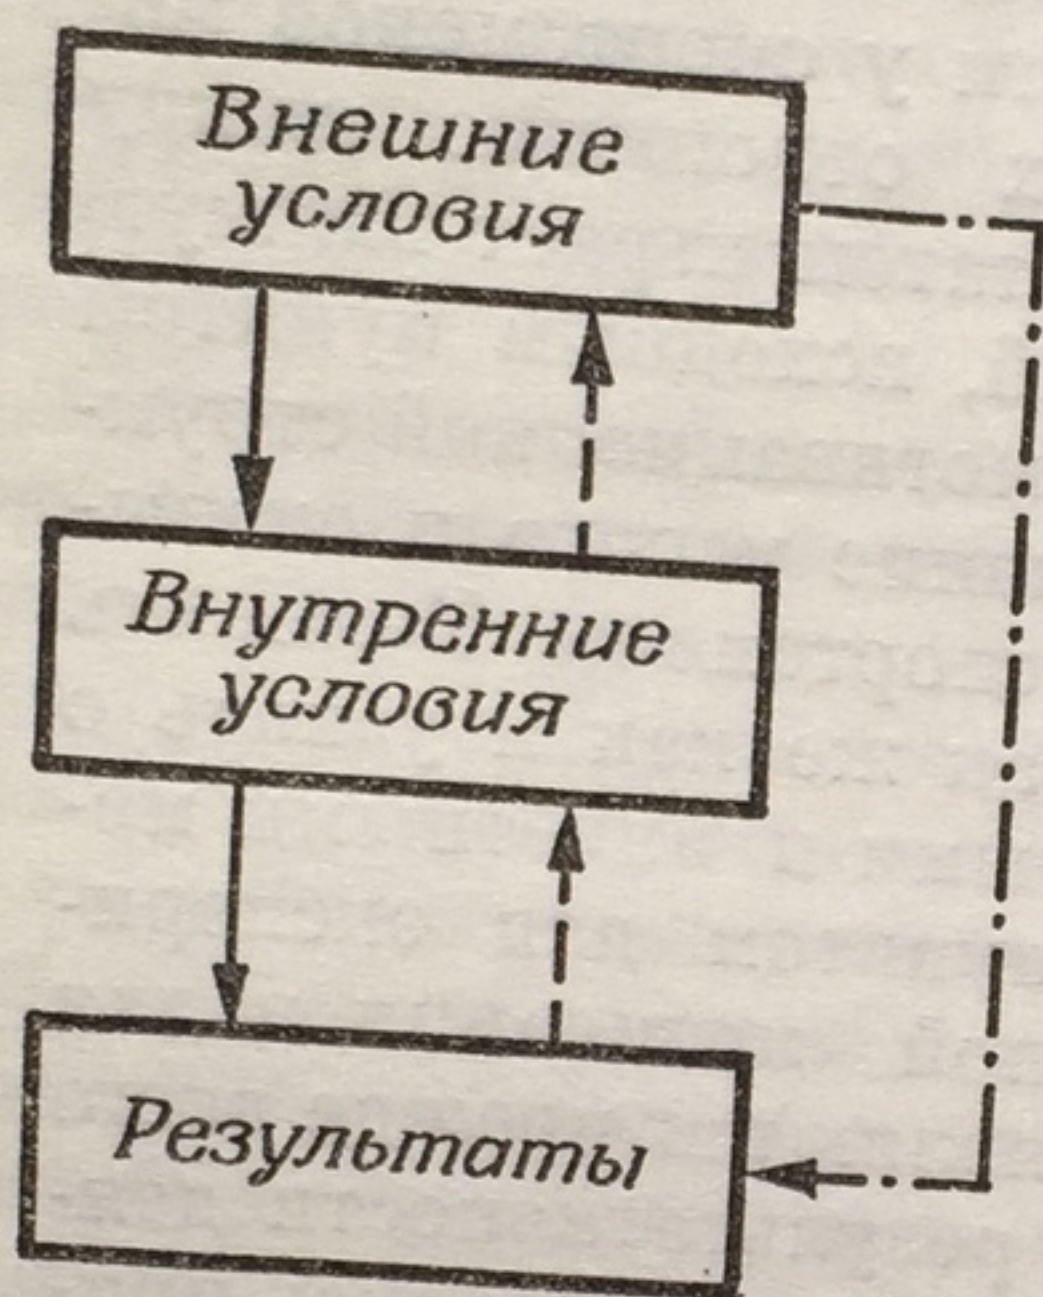 Внешние
условия
Внутренние
условия
Результаты